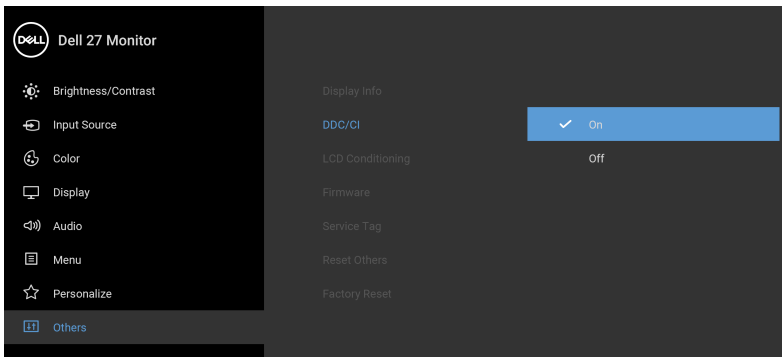 DELL
Dell 27 Monitor
Brightness/Contrast
Input Source
Color
Display
Audio
Menu
Personalize
Others
Display Info
DDC/CI
LCD Conditioning
Firmware
Service Tag
Reset Others
Factory Reset
On
Off